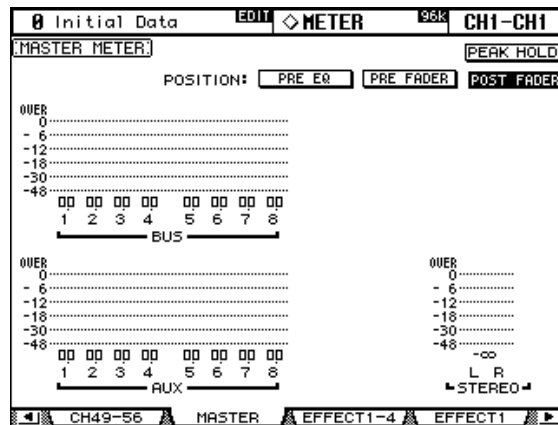 0 Initial Data EDIT ◇METER 96K CH1-CH1
MASTER METER PEAK HOLD
POSITION: PRE EQ PRE FADER POST FADER
OVER
0
- 6
-12
-18
-30
-48
1 2 3 4 5 6 7 8
BUS
OVER
0
- 6
-12
-18
-30
-48
1 2 3 4 5 6 7 8
AUX
OVER
0
- 6
-12
-18
-30
-48
-∞
L R
STEREO
CH49-56 MASTER EFFECT1-4 EFFECT1